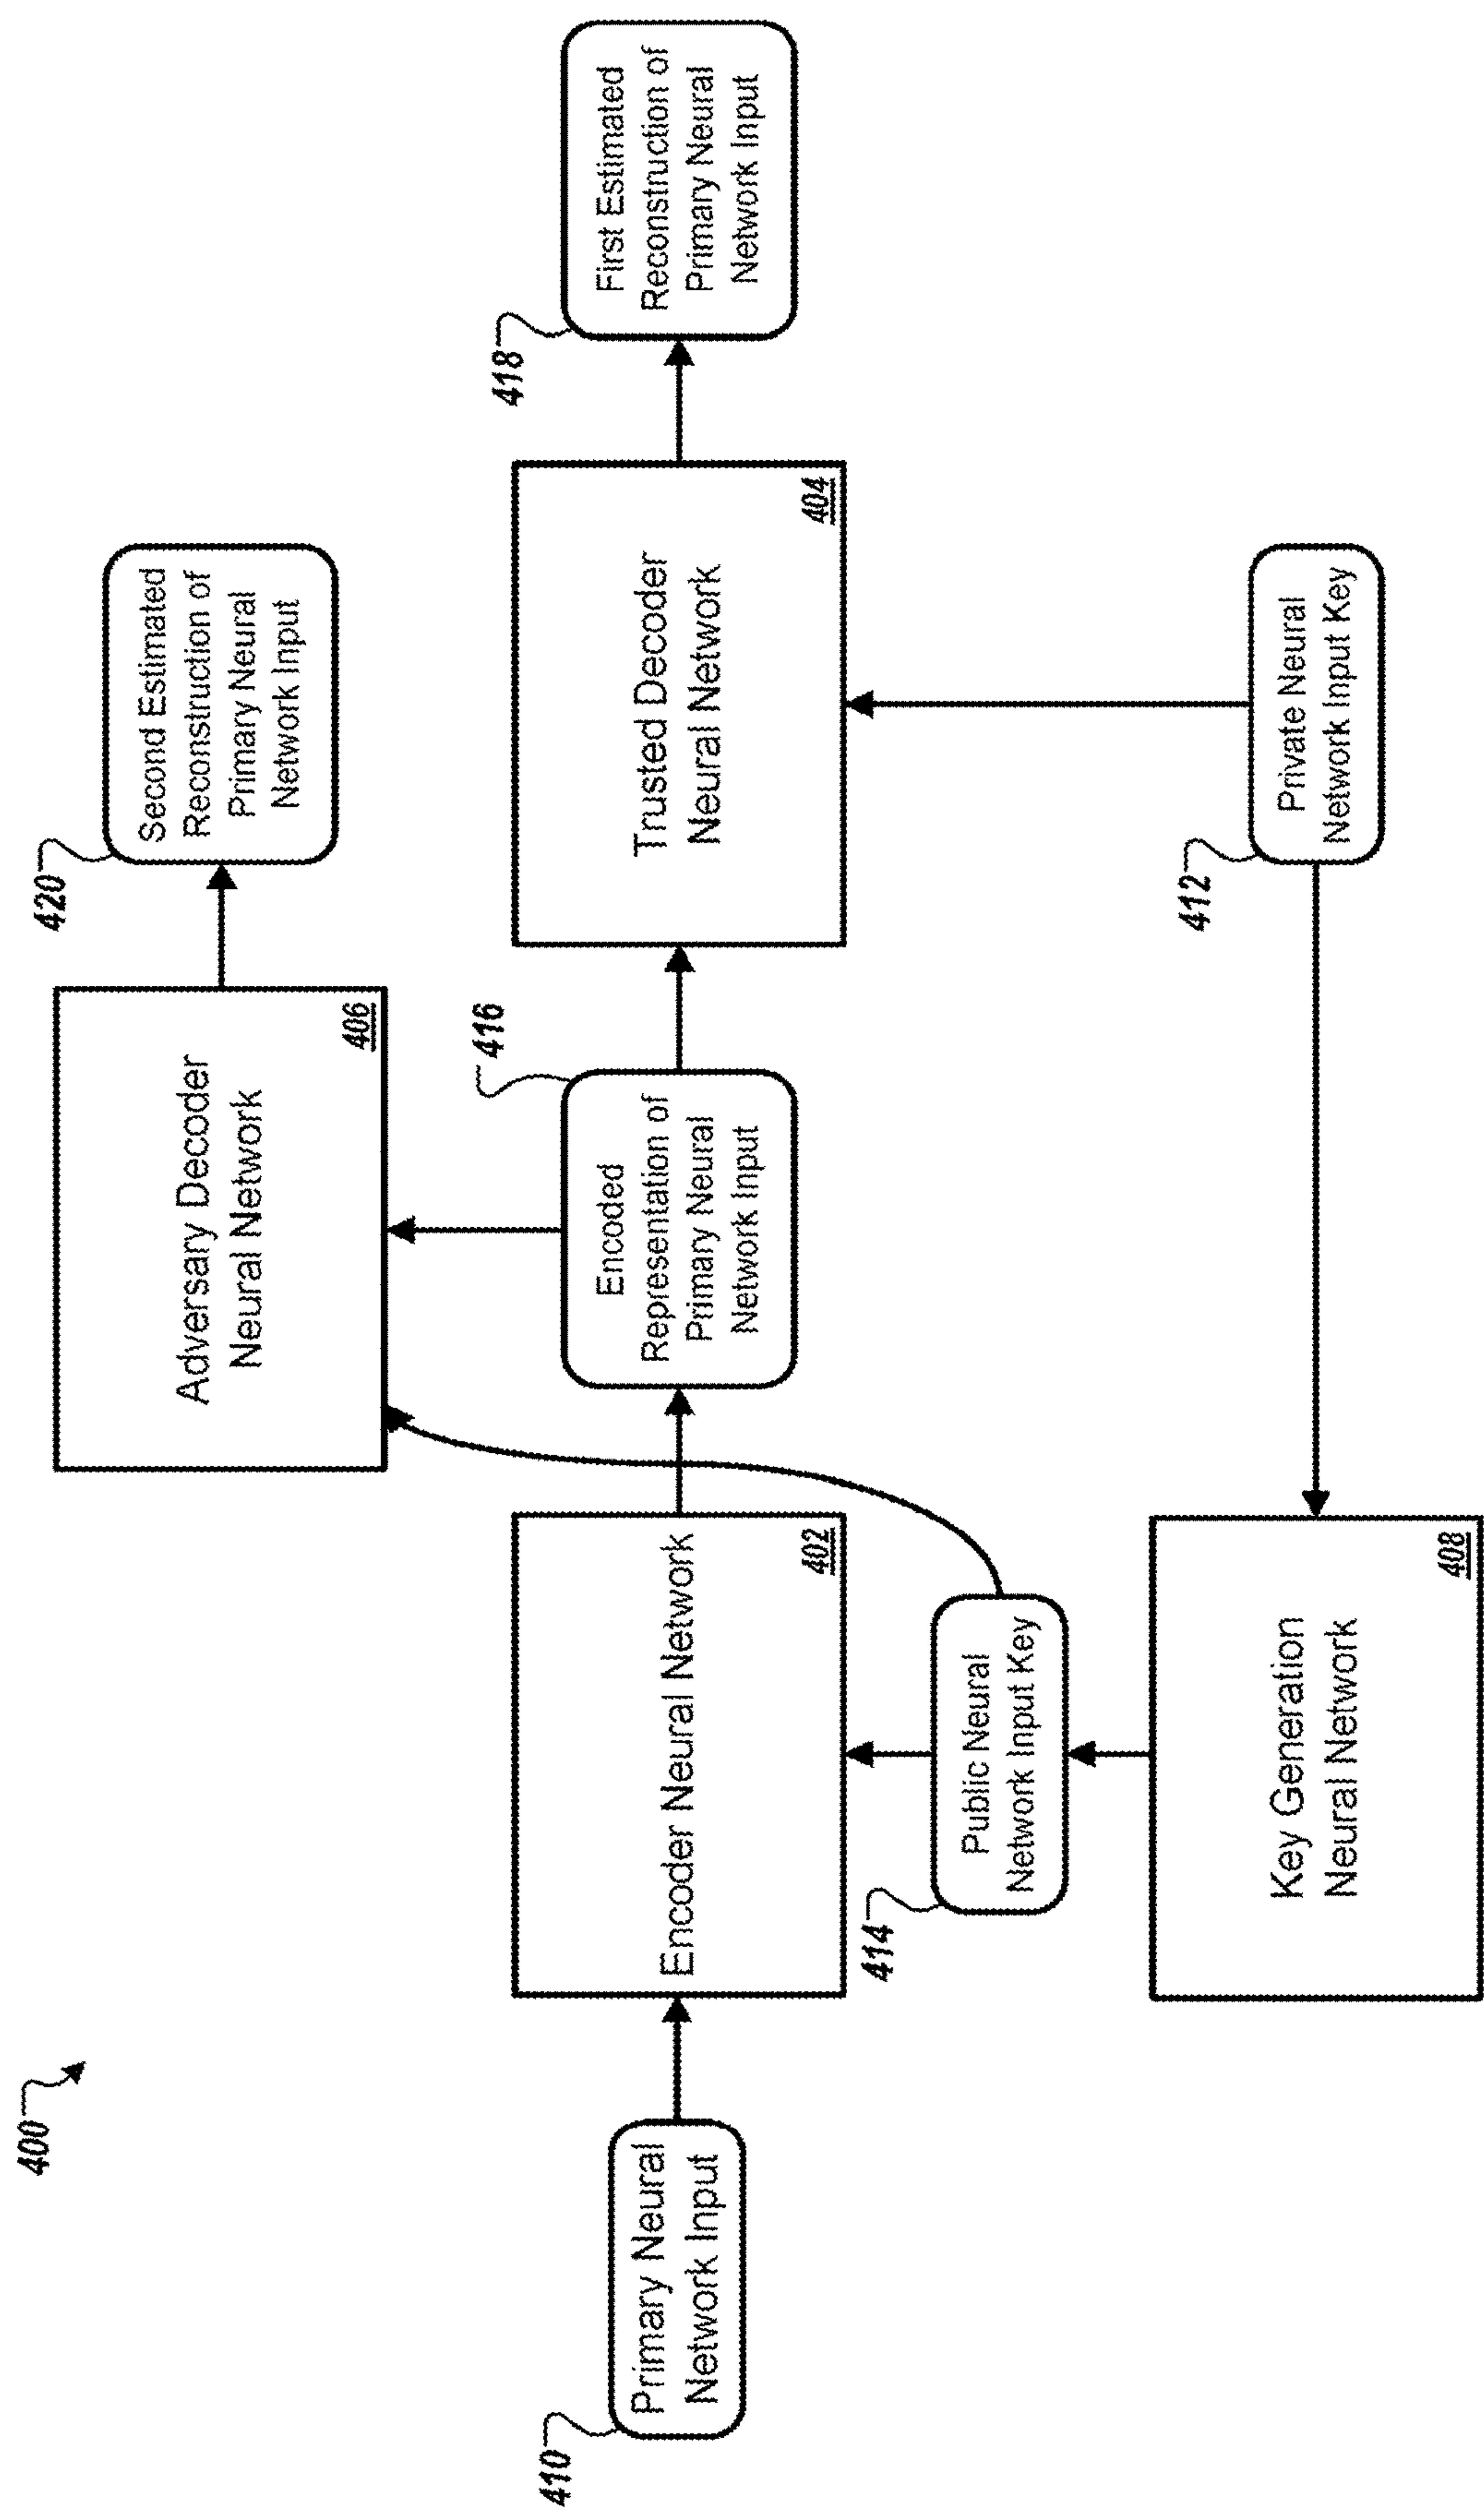 400
420
Second Estimated
Reconstruction of
Primary Neural
Network Input
Adversary Decoder
Neural Network
406
410
Primary Neural
Network Input
Encoder Neural Network
402
416
Encoded
Representation of
Primary Neural
Network Input
Trusted Decoder
Neural Network
404
418
First Estimated
Reconstruction of
Primary Neural
Network Input
414
Public Neural
Network Input Key
Key Generation
Neural Network
408
412
Private Neural
Network Input Key